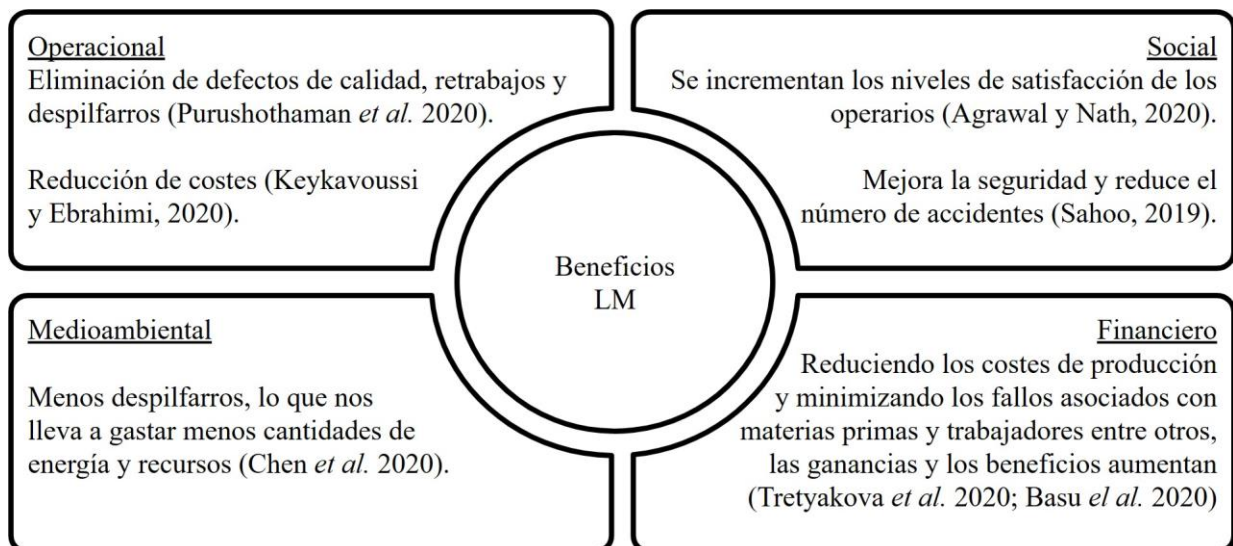 Operacional
Eliminación de defectos de calidad, retrabajos y
despilfarros (Purushothaman et al. 2020).
Reducción de costes (Keykavoussi
y Ebrahimi, 2020).
Social
Se incrementan los niveles de satisfacción de los
operarios (Agrawal y Nath, 2020).
Mejora la seguridad y reduce el
número de accidentes (Sahoo, 2019).
Beneficios
LM
Medioambiental
Menos despilfarros, lo que nos
lleva a gastar menos cantidades de
energía y recursos (Chen et al. 2020).
Financiero
Reduciendo los costes de producción
y minimizando los fallos asociados con
materias primas y trabajadores entre otros,
las ganancias y los beneficios aumentan
(Tretyakova et al. 2020; Basu el al. 2020)